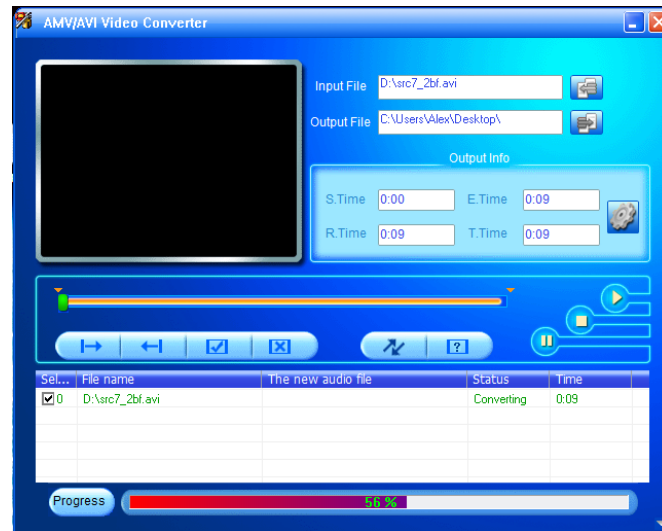 AMV/AVI Video Converter
Input File D:\src7_2bf.avi
Output File C:\Users\Alex\Desktop\
Output Info
S.Time 0:00 E.Time 0:09
R.Time 0:09 T.Time 0:09
Sel... File name The new audio file Status Time
0 D:\src7_2bf.avi Converting 0:09
Progress 56 %